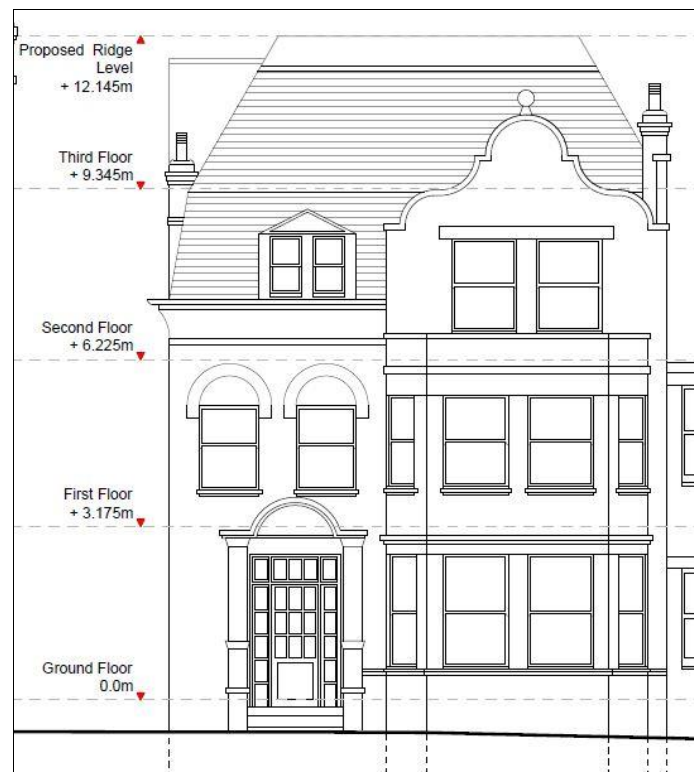 Proposed Ridge
Level
+ 12.145m
Third Floor
+ 9.345m
Second Floor
+ 6.225m
First Floor
+ 3.175m
Ground Floor
0.0m